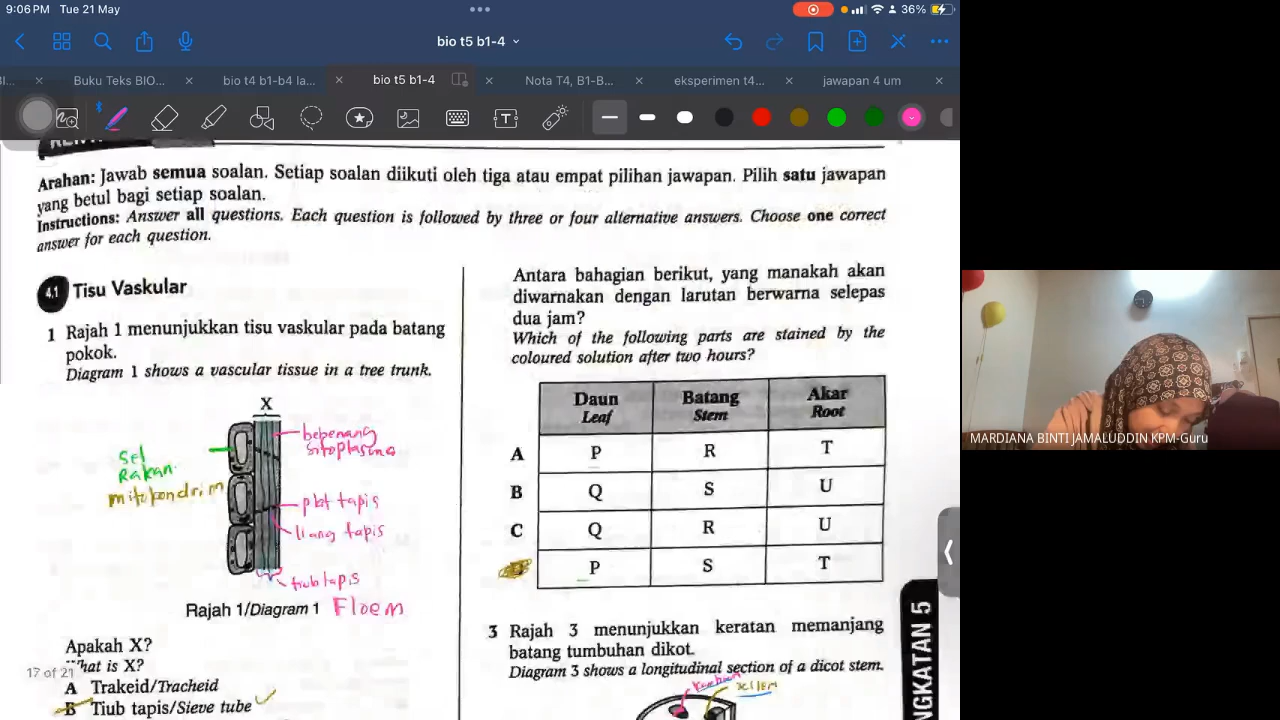 9:06 PM Tue 21 May
36%
bio t5 b1-4
Buku Teks BIO...
bio t4 b1-b4 la...
bio t5 b1-4
Nota T4, B1-B...
eksperimen t4...
jawapan 4 um
Arahan: Jawab semua soalan. Setiap soalan diikuti oleh tiga atau empat pilihan jawapan. Pilih satu jawapan
yang betul bagi setiap soalan.
Instructions: Answer all questions. Each question is followed by three or four alternative answers. Choose one correct
answer for each question.
4.1 Tisu Vaskular
1 Rajah 1 menunjukkan tisu vaskular pada batang
pokok.
Diagram 1 shows a vascular tissue in a tree trunk.
X
bebenang
sitoplasma
sel
Rakan
mitokondrim
plat tapis
liang tapis
tiub tapis
Rajah 1/Diagram 1 Floem
Apakah X?
What is X?
17 of 21
A Trakeid/Tracheid
B Tiub tapis/Sieve tube
Antara bahagian berikut, yang manakah akan
diwarnakan dengan larutan berwarna selepas
dua jam?
Which of the following parts are stained by the
coloured solution after two hours?
Daun Batang Akar
Leaf Stem Root
A P R T
B Q S U
C Q R U
P S T
3 Rajah 3 menunjukkan keratan memanjang
batang tumbuhan dikot.
Diagram 3 shows a longitudinal section of a dicot stem.
xilem
NGKATAN 5
MARDIANA BINTI JAMALUDDIN KPM-Guru